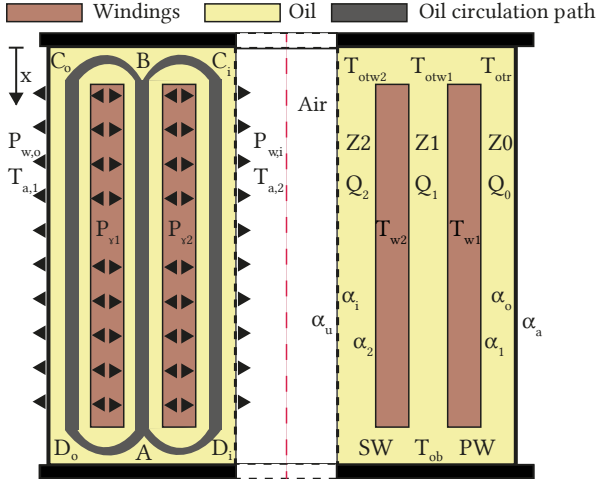 Windings Oil Oil circulation path
C_o B C_i T_otw2 T_otw1 T_otr
x
Air
P_w,o P_w,i Z2 Z1 Z0
T_a,1 T_a,2 Q_2 Q_1 Q_0
P_γ1 P_γ2 T_w2 T_w1
α_i α_o
α_u α_a
α_2 α_1
D_o A D_i SW T_ob PW